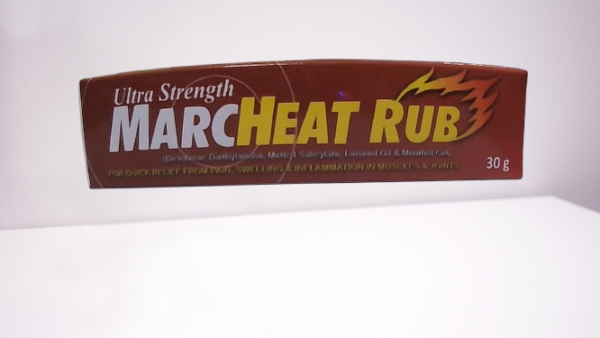 Ultra Strength
MARCHEAT RUB
(Diclofenac Diethylamine, Methyl Salicylate, Linseed Oil & Menthol Gel)
FOR QUICK RELIEF FROM PAIN, SWELLING & INFLAMMATION IN MUSCLES & JOINTS
30 g